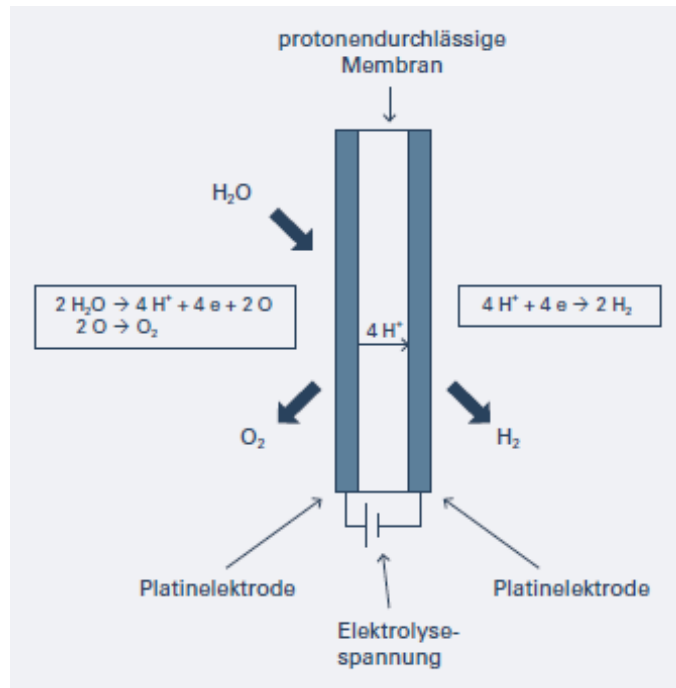 protonendurchlässige
Membran
H₂O
2 H₂O → 4 H⁺ + 4 e + 2 O
2 O → O₂
4 H⁺ + 4 e → 2 H₂
4 H⁺
O₂
H₂
Platinelektrode
Platinelektrode
Elektrolyse-
spannung